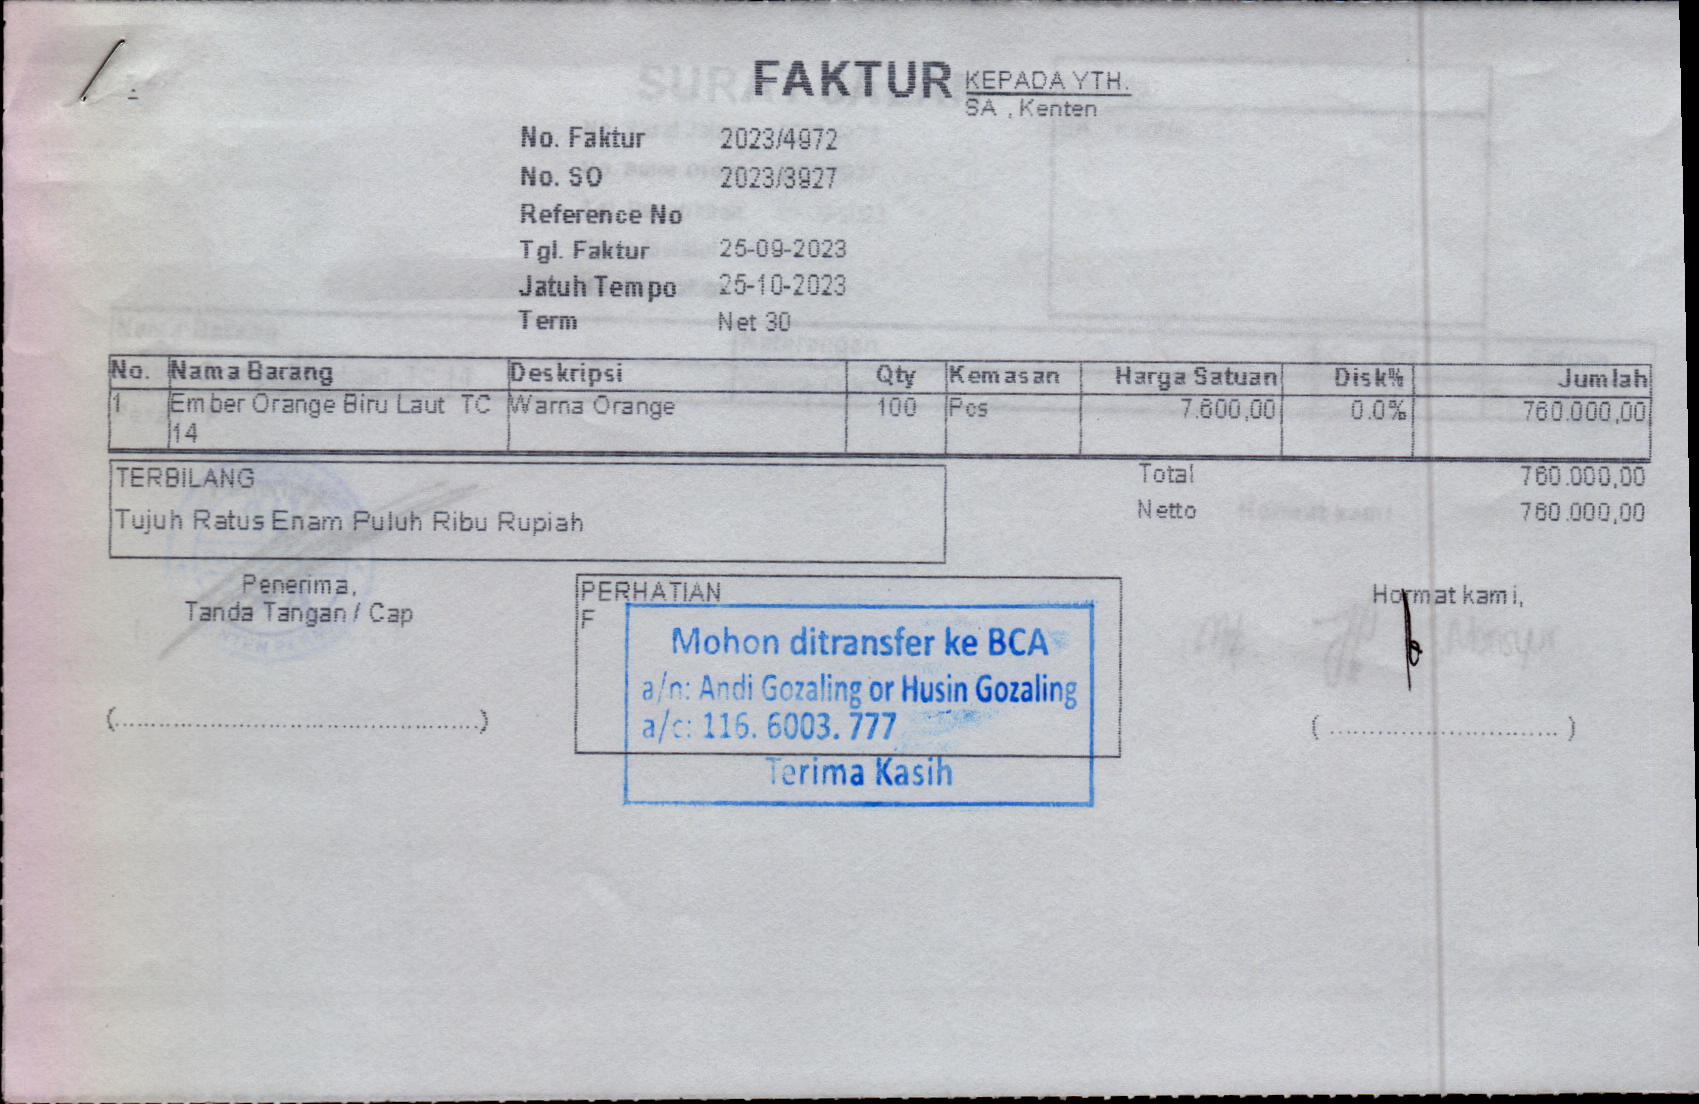 FAKTUR
KEPADA YTH.
SA , Kenten
No. Faktur 2023/4972
No. SO 2023/3927
Reference No
Tgl. Faktur 25-09-2023
Jatuh Tempo 25-10-2023
Term Net 30
No. Nama Barang Deskripsi Qty Kemasan Harga Satuan Disk% Jumlah
1 Ember Orange Biru Laut TC Warna Orange 100 Pcs 7.600,00 0.0% 760.000,00
14
TERBILANG
Tujuh Ratus Enam Puluh Ribu Rupiah
Total 760.000,00
Netto 760.000,00
Penerima,
Tanda Tangan / Cap
(...............................................)
PERHATIAN
F
Mohon ditransfer ke BCA
a/n: Andi Gozaling or Husin Gozaling
a/c: 116. 6003. 777
Terima Kasih
Hormat kami,
(..............................)